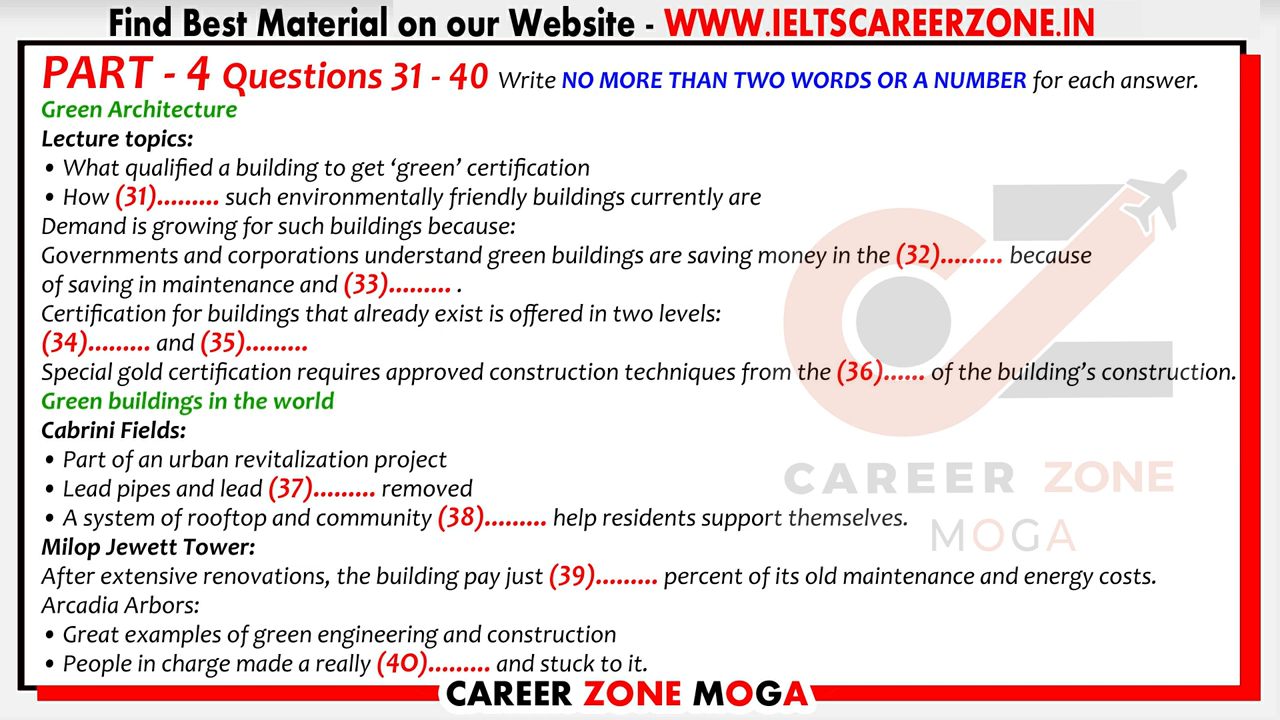 Find Best Material on our Website - WWW.IELTSCAREERZONE.IN
PART - 4 Questions 31 - 40 Write NO MORE THAN TWO WORDS OR A NUMBER for each answer.
Green Architecture
Lecture topics:
• What qualified a building to get ‘green’ certification
• How (31)......... such environmentally friendly buildings currently are
Demand is growing for such buildings because:
Governments and corporations understand green buildings are saving money in the (32)......... because
of saving in maintenance and (33)......... .
Certification for buildings that already exist is offered in two levels:
(34)......... and (35).........
Special gold certification requires approved construction techniques from the (36)...... of the building’s construction.
Green buildings in the world
Cabrini Fields:
• Part of an urban revitalization project
• Lead pipes and lead (37)......... removed
• A system of rooftop and community (38)......... help residents support themselves.
Milop Jewett Tower:
After extensive renovations, the building pay just (39)......... percent of its old maintenance and energy costs.
Arcadia Arbors:
• Great examples of green engineering and construction
• People in charge made a really (40)......... and stuck to it.
CAREER ZONE
MOGA
CAREER ZONE MOGA